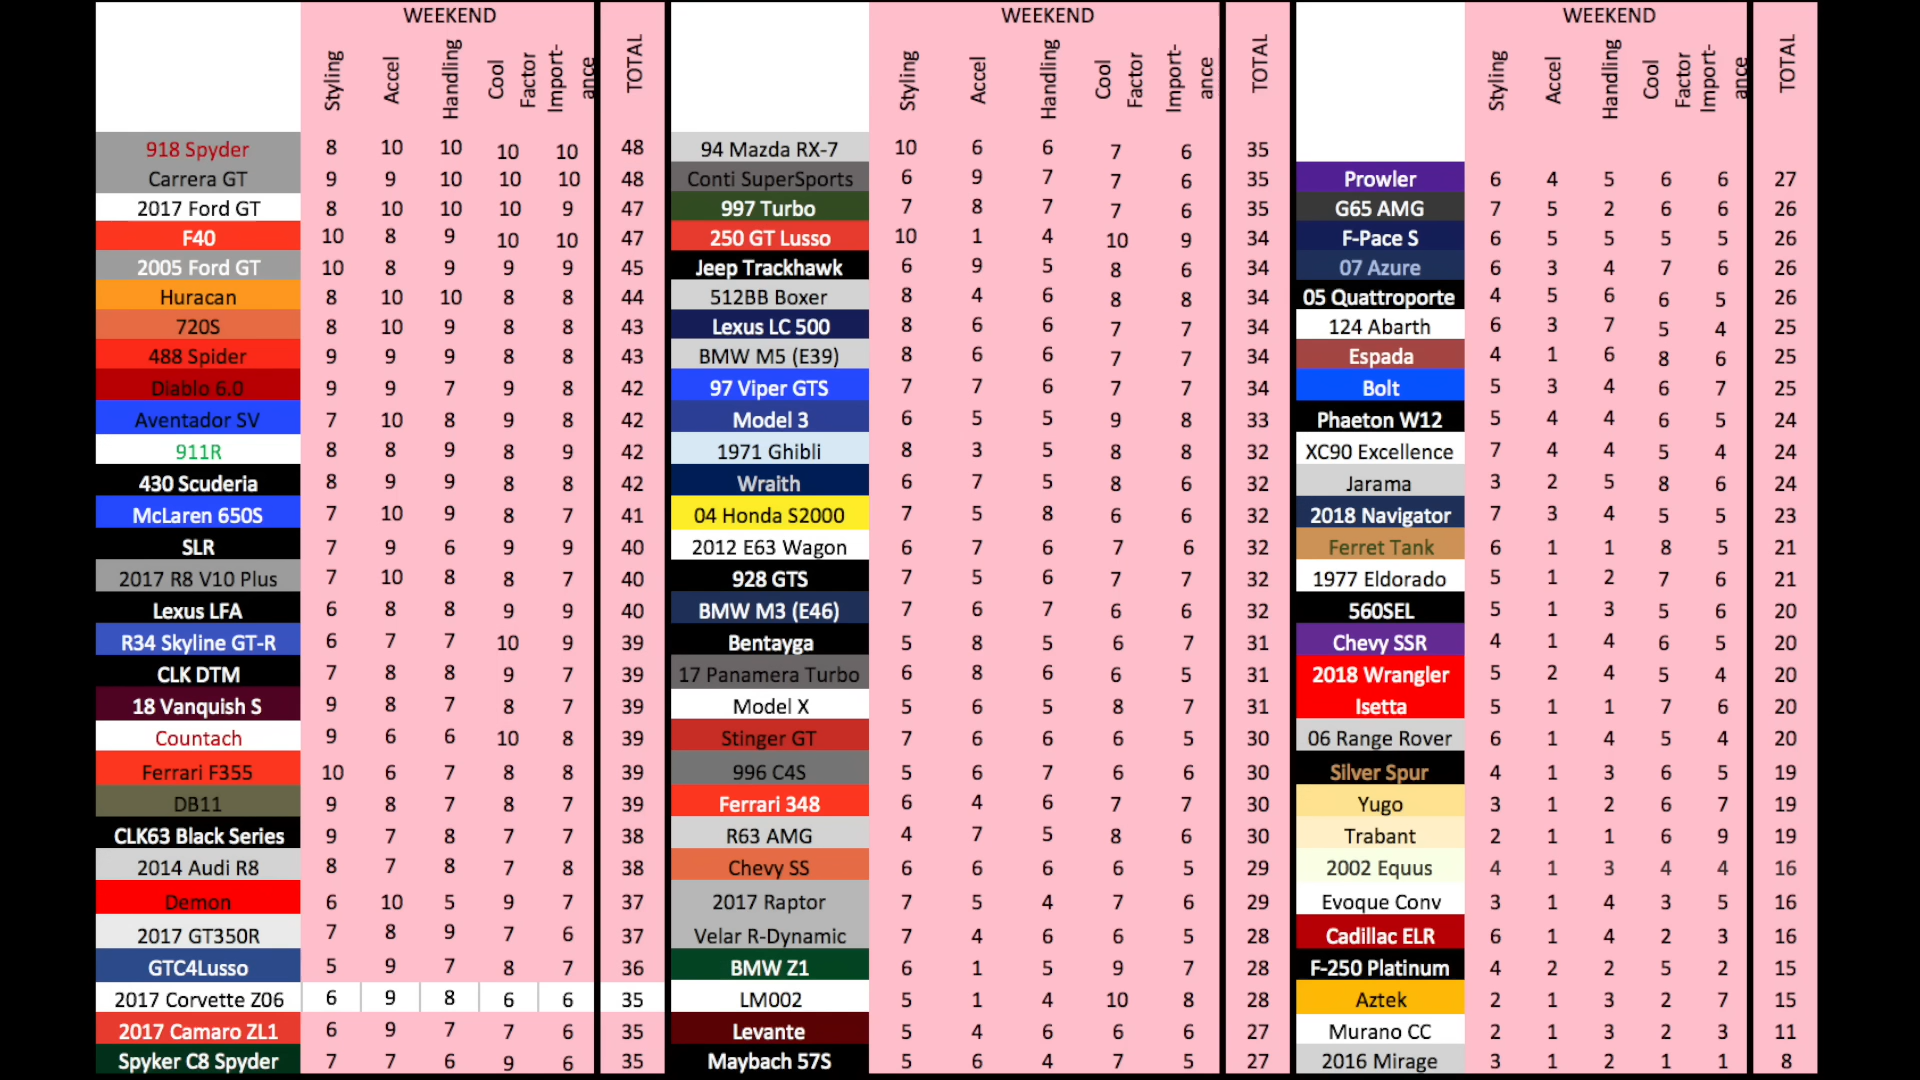 WEEKEND
Styling Accel Handling Cool Factor Import-ance TOTAL
918 Spyder 8 10 10 10 10 48
Carrera GT 9 9 10 10 10 48
2017 Ford GT 8 10 10 10 9 47
F40 10 8 9 10 10 47
2005 Ford GT 10 8 9 9 9 45
Huracan 8 10 10 8 8 44
720S 8 10 9 8 8 43
488 Spider 9 9 9 8 8 43
Diablo 6.0 9 9 7 9 8 42
Aventador SV 7 10 8 9 8 42
911R 8 8 9 8 9 42
430 Scuderia 8 9 9 8 8 42
McLaren 650S 7 10 9 8 7 41
SLR 7 9 6 9 9 40
2017 R8 V10 Plus 7 10 8 8 7 40
Lexus LFA 6 8 8 9 9 40
R34 Skyline GT-R 6 7 7 10 9 39
CLK DTM 7 8 8 9 7 39
18 Vanquish S 9 8 7 8 7 39
Countach 9 6 6 10 8 39
Ferrari F355 10 6 7 8 8 39
DB11 9 8 7 8 7 39
CLK63 Black Series 9 7 8 7 7 38
2014 Audi R8 8 7 8 7 8 38
Demon 6 10 5 9 7 37
2017 GT350R 7 8 9 7 6 37
GTC4Lusso 5 9 7 8 7 36
2017 Corvette Z06 6 9 8 6 6 35
2017 Camaro ZL1 6 9 7 7 6 35
Spyker C8 Spyder 7 7 6 9 6 35
WEEKEND
Styling Accel Handling Cool Factor Import-ance TOTAL
94 Mazda RX-7 10 6 6 7 6 35
Conti SuperSports 6 9 7 7 6 35
997 Turbo 7 8 7 7 6 35
250 GT Lusso 10 1 4 10 9 34
Jeep Trackhawk 6 9 5 8 6 34
512BB Boxer 8 4 6 8 8 34
Lexus LC 500 8 6 6 7 7 34
BMW M5 (E39) 8 6 6 7 7 34
97 Viper GTS 7 7 6 7 7 34
Model 3 6 5 5 9 8 33
1971 Ghibli 8 3 5 8 8 32
Wraith 6 7 5 8 6 32
04 Honda S2000 7 5 8 6 6 32
2012 E63 Wagon 6 7 6 7 6 32
928 GTS 7 5 6 7 7 32
BMW M3 (E46) 7 6 7 6 6 32
Bentayga 5 8 5 6 7 31
17 Panamera Turbo 6 8 6 6 5 31
Model X 5 6 5 8 7 31
Stinger GT 7 6 6 6 5 30
996 C4S 5 6 7 6 6 30
Ferrari 348 6 4 6 7 7 30
R63 AMG 4 7 5 8 6 30
Chevy SS 6 6 6 6 5 29
2017 Raptor 7 5 4 7 6 29
Velar R-Dynamic 7 4 6 6 5 28
BMW Z1 6 1 5 9 7 28
LM002 5 1 4 10 8 28
Levante 5 4 6 6 6 27
Maybach 57S 5 6 4 7 5 27
WEEKEND
Styling Accel Handling Cool Factor Import-ance TOTAL
Prowler 6 4 5 6 6 27
G65 AMG 7 5 2 6 6 26
F-Pace S 6 5 5 5 5 26
07 Azure 6 3 4 7 6 26
05 Quattroporte 4 5 6 6 5 26
124 Abarth 6 3 7 5 4 25
Espada 4 1 6 8 6 25
Bolt 5 3 4 6 7 25
Phaeton W12 5 4 4 6 5 24
XC90 Excellence 7 4 4 5 4 24
Jarama 3 2 5 8 6 24
2018 Navigator 7 3 4 5 5 23
Ferret Tank 6 1 1 8 5 21
1977 Eldorado 5 1 2 7 6 21
560SEL 5 1 3 5 6 20
Chevy SSR 4 1 4 6 5 20
2018 Wrangler 5 2 4 5 4 20
Isetta 5 1 1 7 6 20
06 Range Rover 6 1 4 5 4 20
Silver Spur 4 1 3 6 5 19
Yugo 3 1 2 6 7 19
Trabant 2 1 1 6 9 19
2002 Equus 4 1 3 4 4 16
Evoque Conv 3 1 4 3 5 16
Cadillac ELR 6 1 4 2 3 16
F-250 Platinum 4 2 2 5 2 15
Aztek 2 1 3 2 7 15
Murano CC 2 1 3 2 3 11
2016 Mirage 3 1 2 1 1 8